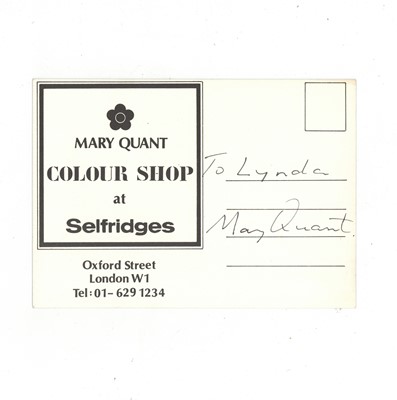 MARY QUANT
COLOUR SHOP
at
Selfridges
Oxford Street
London W1
Tel: 01-629 1234
To Lynda
Mary Quant.